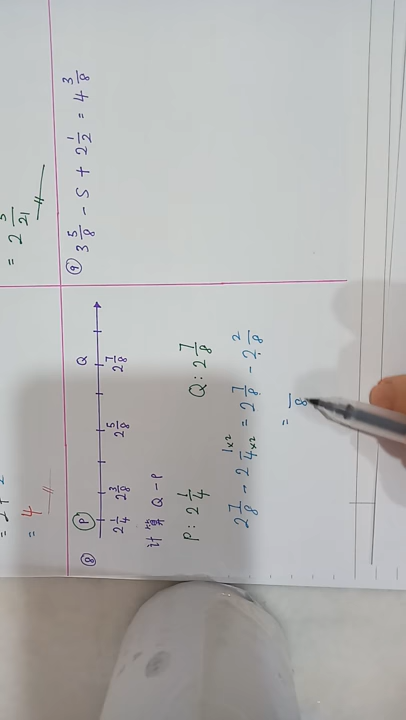 = 4
⑧ P Q
2 1/4 2 3/8 2 5/8 2 7/8
计算 Q - P
P: 2 1/4 Q: 2 7/8
2 7/8 - 2 1×2/4×2 = 2 7/8 - 2 2/8
= /8
= 2 5/21
⑨ 3 5/8 - S + 2 1/2 = 4 3/8